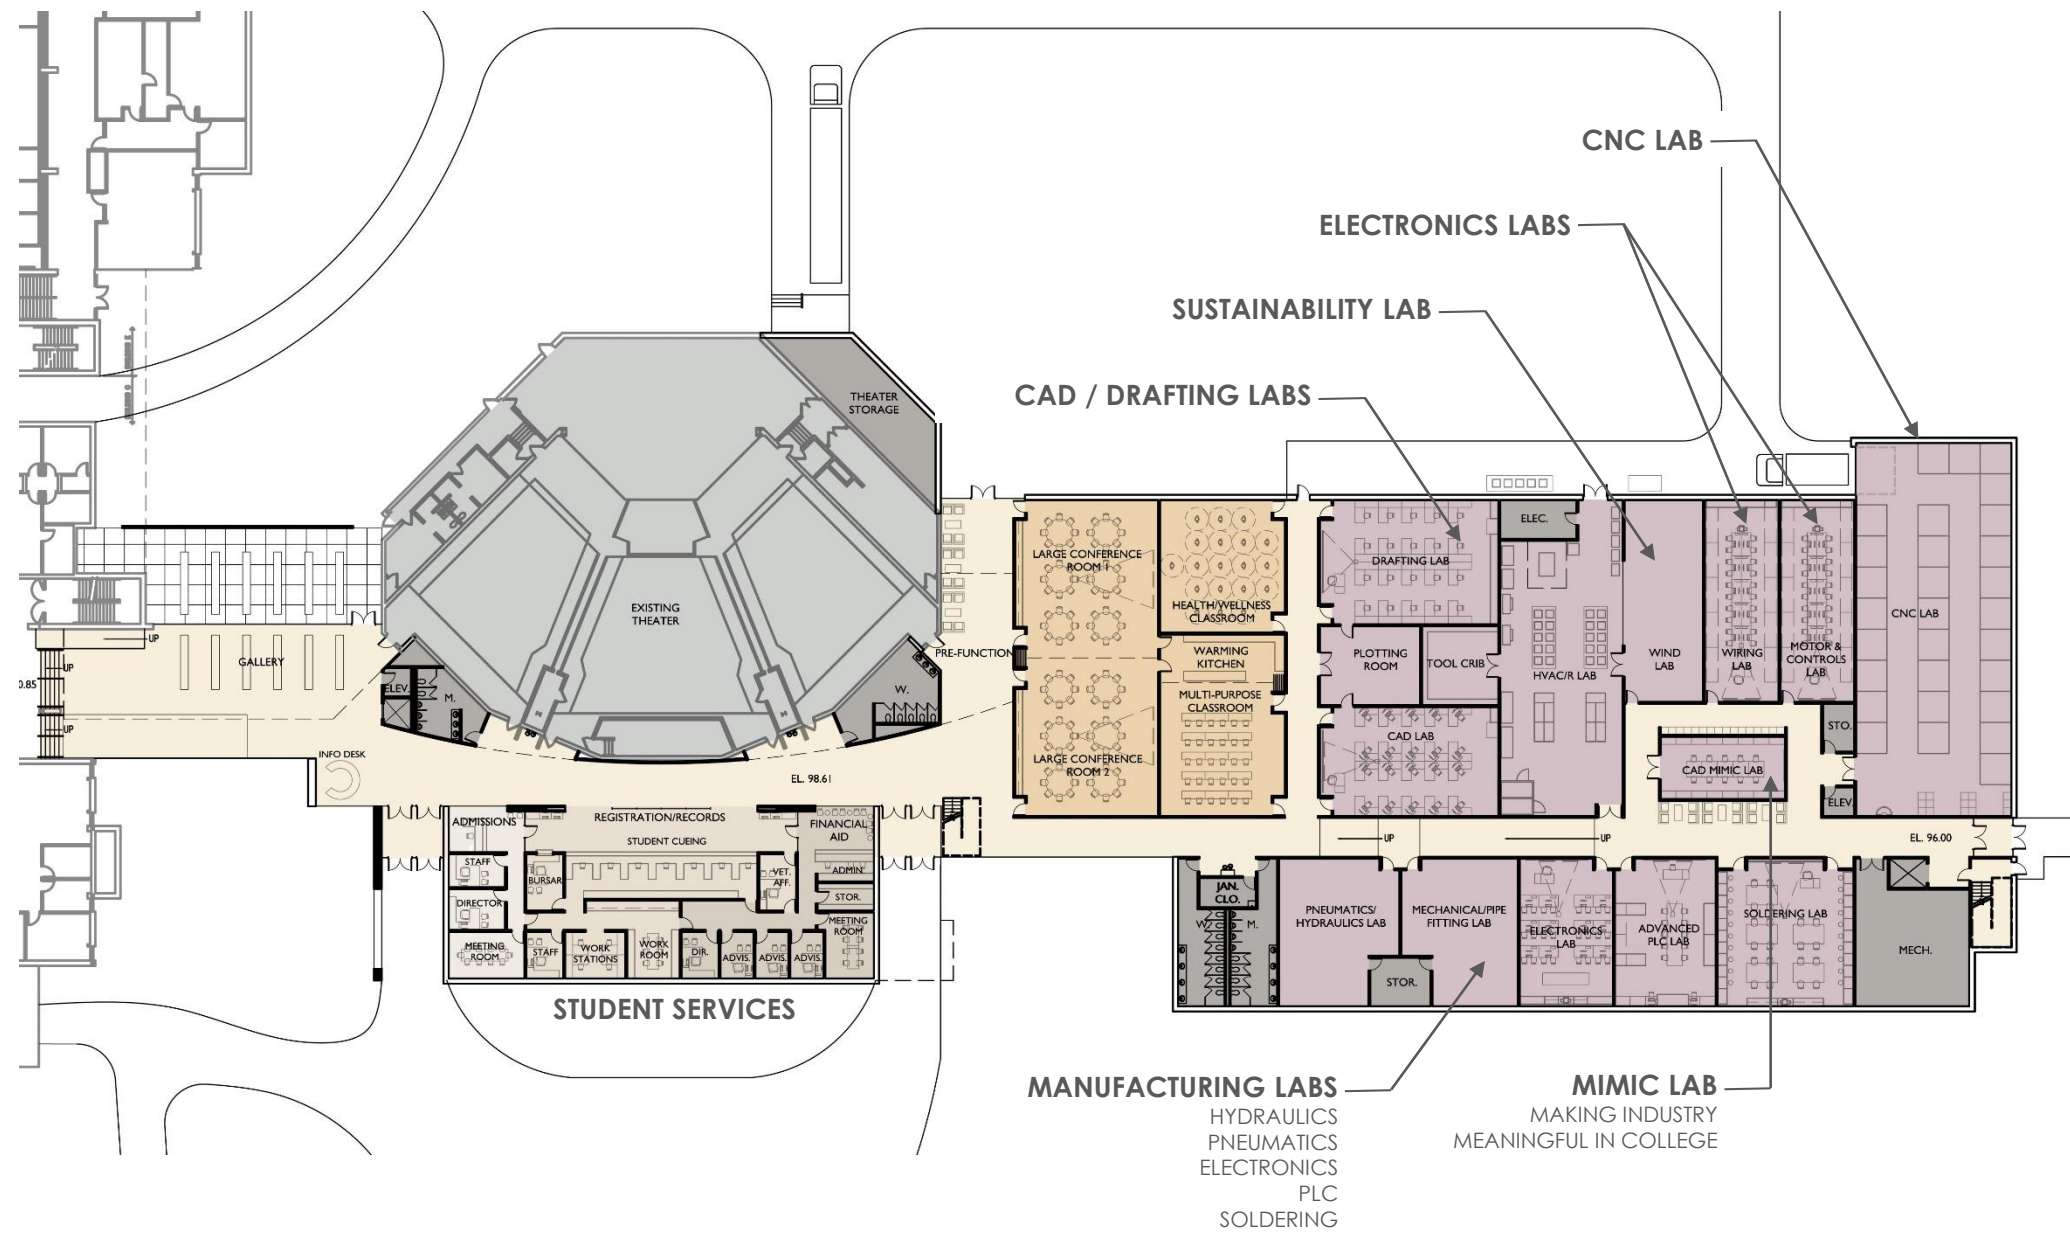 CNC LAB
ELECTRONICS LABS
SUSTAINABILITY LAB
CAD / DRAFTING LABS
THEATER
STORAGE
ELEC.
LARGE CONFERENCE
ROOM 1
HEALTH/WELLNESS
CLASSROOM
DRAFTING LAB
EXISTING
THEATER
CNC LAB
UP
GALLERY
PRE-FUNCTION
WARMING
KITCHEN
PLOTTING
ROOM
TOOL CRIB
HVAC/R LAB
WIND
LAB
WIRING
LAB
MOTOR &
CONTROLS
LAB
UP
0.85
ELEV.
M.
W.
MULTI-PURPOSE
CLASSROOM
UP
STO.
CAD LAB
INFO DESK
LARGE CONFERENCE
ROOM 2
CAD MIMIC LAB
EL. 98.61
ELEV.
ADMISSIONS
REGISTRATION/RECORDS
FINANCIAL
AID
STUDENT CUEING
UP
UP
EL. 96.00
STAFF
BURSAR
VET.
AFF.
ADMIN.
STOR.
DIRECTOR
MEETING
ROOM
MEETING
ROOM
STAFF
WORK
STATIONS
WORK
ROOM
DIR.
ADVIS.
ADVIS.
ADVIS.
JAN.
CLO.
W.
M.
PNEUMATICS/
HYDRAULICS LAB
MECHANICAL/PIPE
FITTING LAB
STOR.
ELECTRONICS
LAB
ADVANCED
PLC LAB
SOLDERING LAB
MECH.
STUDENT SERVICES
MANUFACTURING LABS
HYDRAULICS
PNEUMATICS
ELECTRONICS
PLC
SOLDERING
MIMIC LAB
MAKING INDUSTRY
MEANINGFUL IN COLLEGE